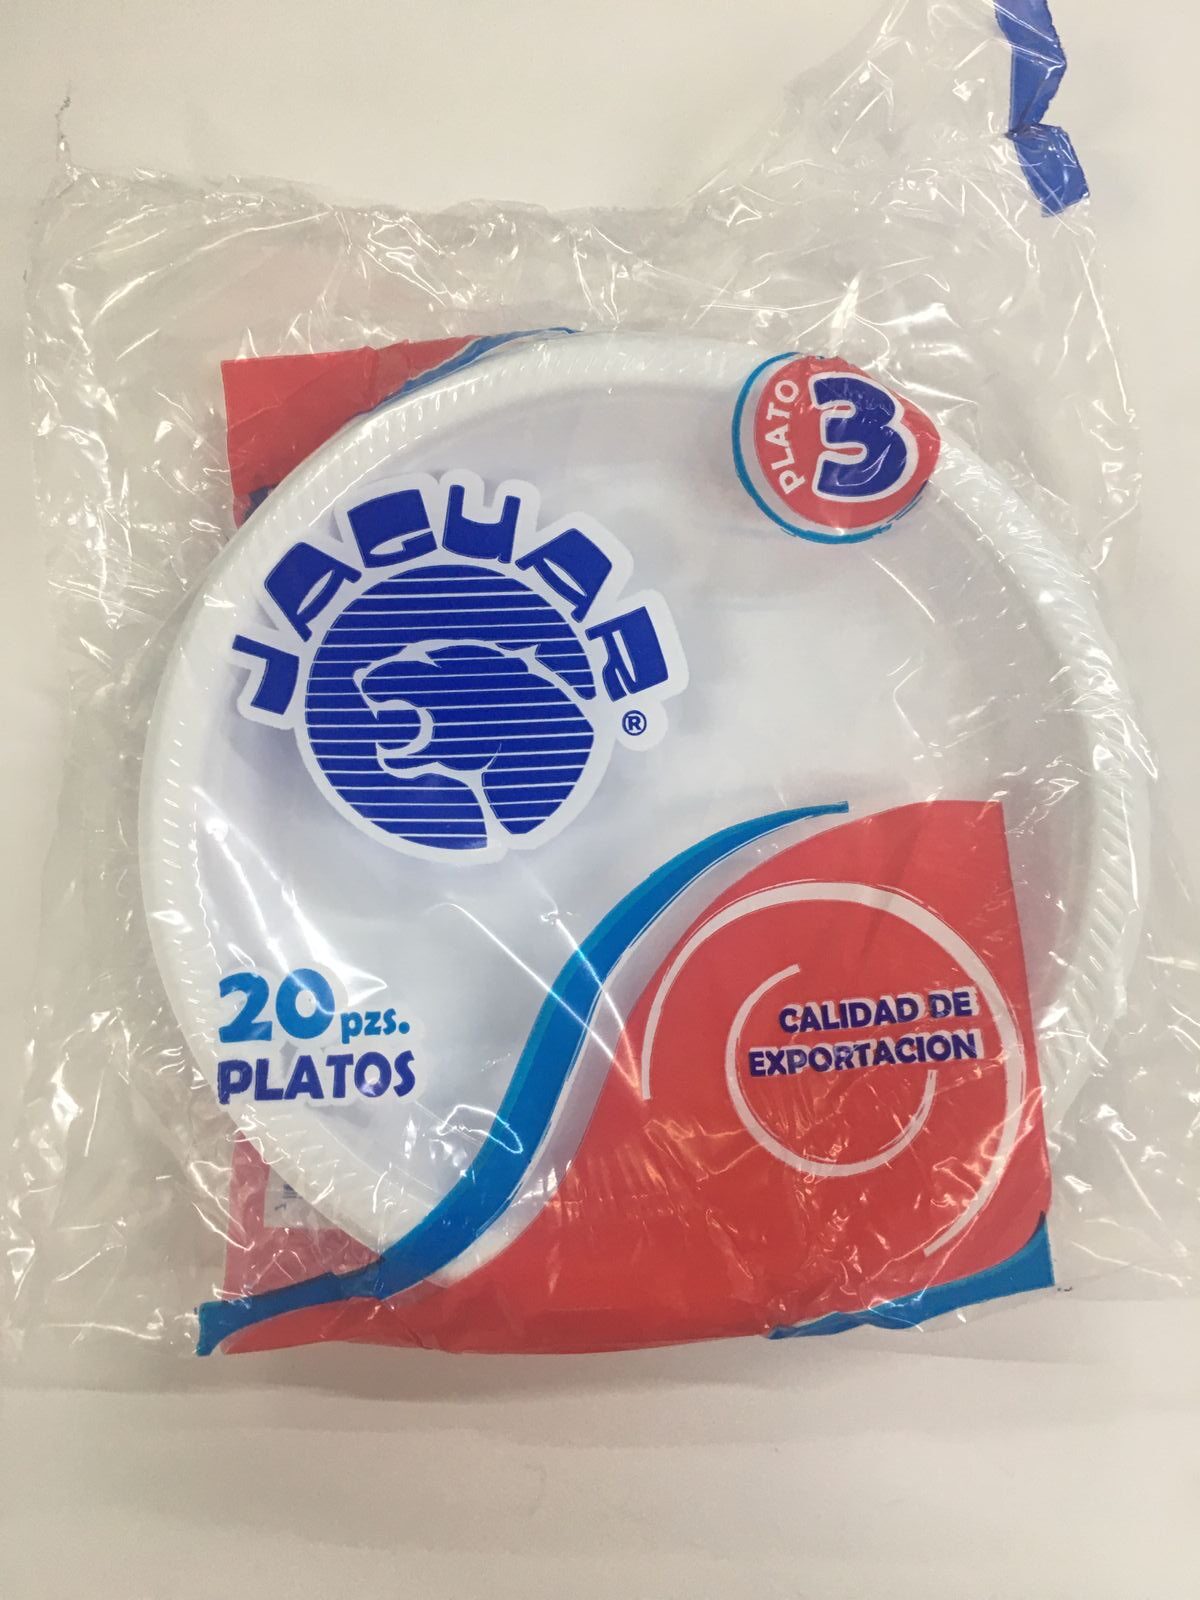 PLATO
3
JAGUAR
®
20 pzs.
PLATOS
CALIDAD DE
EXPORTACION